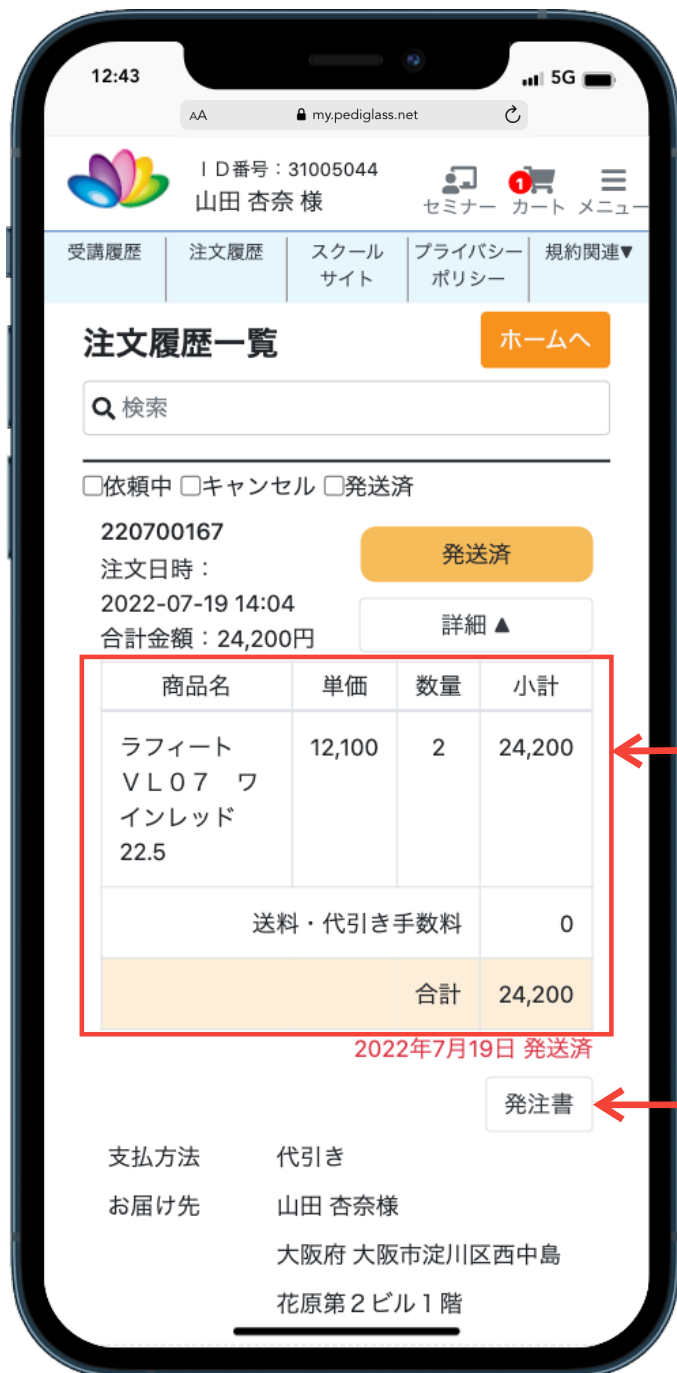 12:43
5G
AA my.pediglass.net
ＩＤ番号：31005044
山田 杏奈 様
セミナー
1
カート
メニュー
受講履歴
注文履歴
スクール
サイト
プライバシー
ポリシー
規約関連▼
注文履歴一覧
ホームへ
検索
依頼中 キャンセル 発送済
220700167
発送済
注文日時：
2022-07-19 14:04
合計金額：24,200円
詳細 ▲
商品名 単価 数量 小計
ラフィート 12,100 2 24,200
ＶＬ０７　ワ
インレッド
22.5
送料・代引き手数料 0
合計 24,200
2022年7月19日 発送済
発注書
支払方法 代引き
お届け先 山田 杏奈様
大阪府 大阪市淀川区西中島
花原第２ビル１階